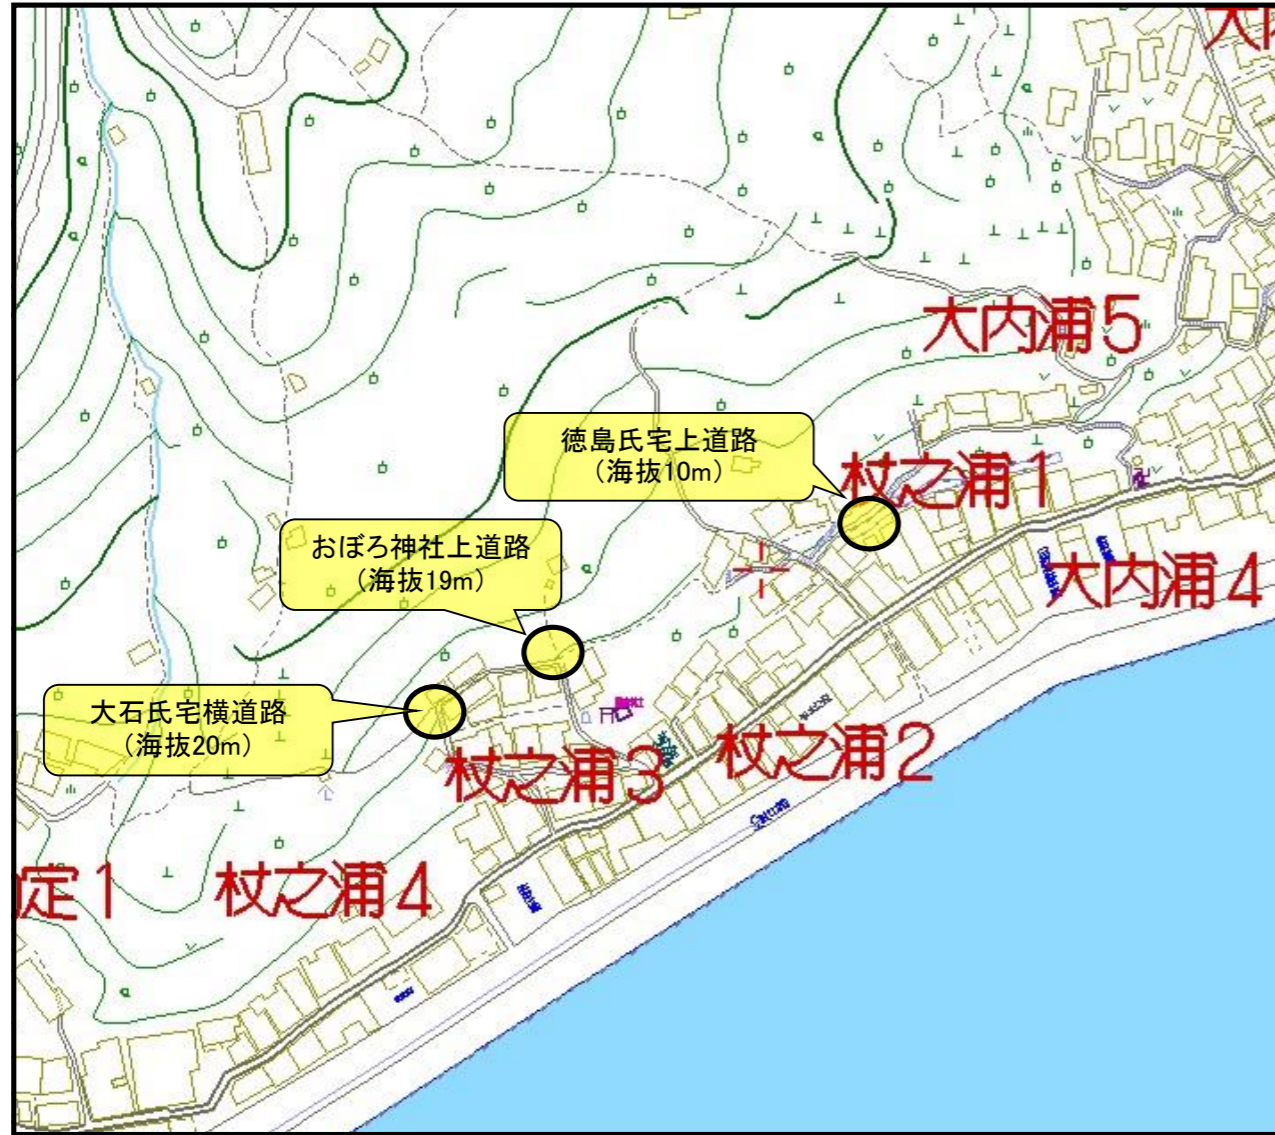 大内浦5
徳島氏宅上道路
（海抜10m）
杖之浦1
おぼろ神社上道路
（海抜19m）
大内浦4
大石氏宅横道路
（海抜20m）
杖之浦3
杖之浦2
定1
杖之浦4